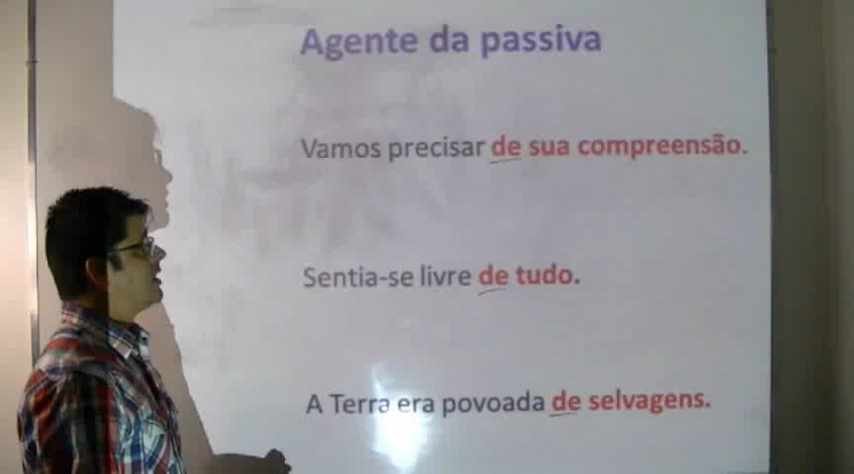 Agente da passiva
Vamos precisar de sua compreensão.
Sentia-se livre de tudo.
A Terra era povoada de selvagens.